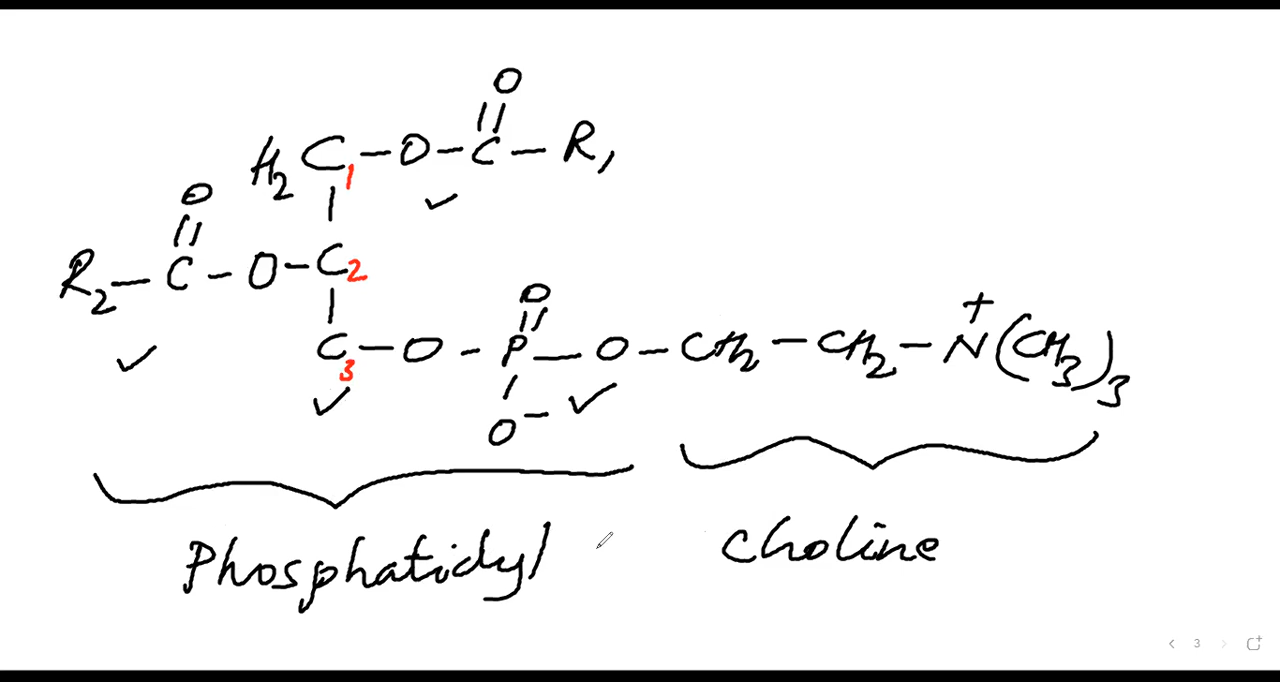 O
H2C1-O-C-R1
O
R2-C-O-C2
O
C3-O-P-O-CH2-CH2-N+(CH3)3
O-
Phosphatidyl choline
3